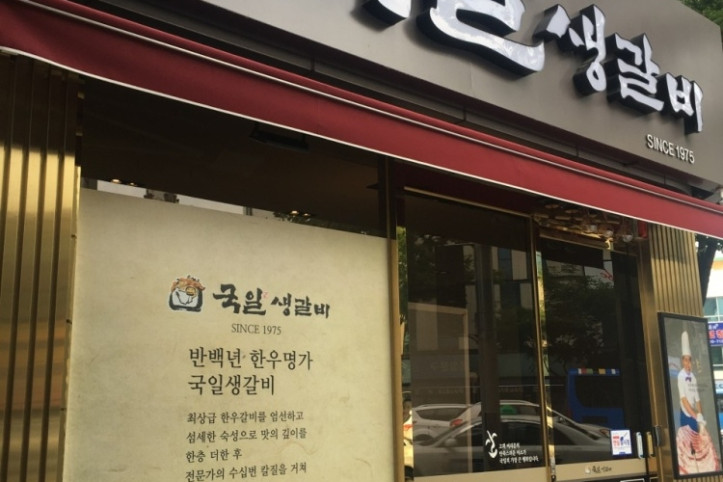 생갈비
SINCE 1975
국일 생갈비
SINCE 1975
반백년 한우명가
국일생갈비
최상급 한우갈비를 엄선하고
섬세한 숙성으로 맛의 깊이를
한층 더한 후
전문가의 수십번 칼질을 거쳐